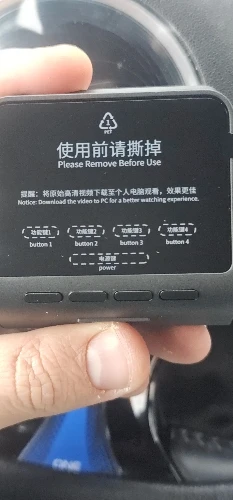 1
PET
使用前请撕掉
Please Remove Before Use
提醒：将原始高清视频下载至个人电脑观看，效果更佳
Notice: Download the video to PC for a better watching experience.
功能键1 功能键2 功能键3 功能键4
button 1 button 2 button 3 button 4
电源键
power